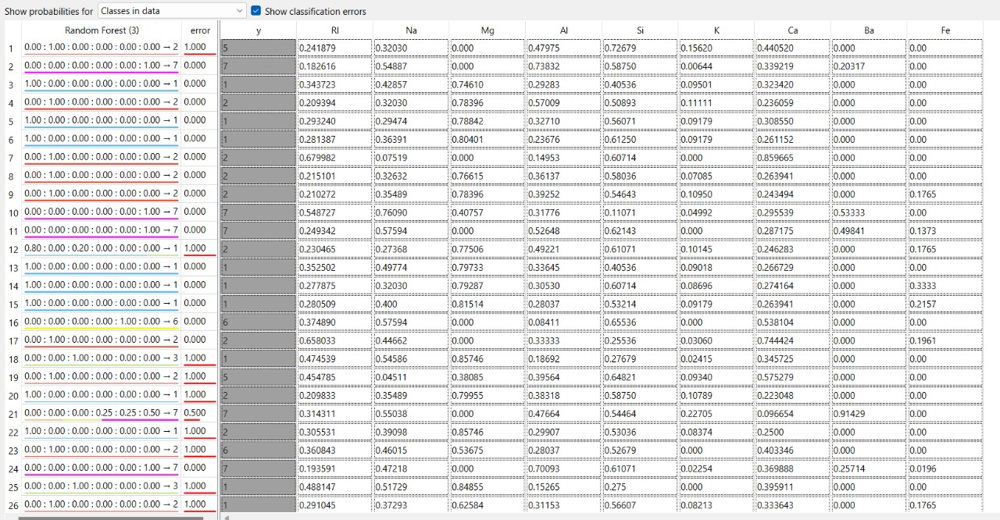 Show probabilities for Classes in data Show classification errors
Random Forest (3) error y RI Na Mg Al Si K Ca Ba Fe
1 0.00 : 1.00 : 0.00 : 0.00 : 0.00 : 0.00 → 2 1.000 5 0.241879 0.32030 0.000 0.47975 0.72679 0.15620 0.440520 0.000 0.00
2 0.00 : 0.00 : 0.00 : 0.00 : 0.00 : 1.00 → 7 0.000 7 0.182616 0.54887 0.000 0.73832 0.58750 0.00644 0.339219 0.20317 0.00
3 1.00 : 0.00 : 0.00 : 0.00 : 0.00 : 0.00 → 1 0.000 1 0.343723 0.42857 0.74610 0.29283 0.40536 0.09501 0.323420 0.000 0.00
4 0.00 : 1.00 : 0.00 : 0.00 : 0.00 : 0.00 → 2 0.000 2 0.209394 0.32030 0.78396 0.57009 0.50893 0.11111 0.236059 0.000 0.00
5 1.00 : 0.00 : 0.00 : 0.00 : 0.00 : 0.00 → 1 0.000 1 0.293240 0.29474 0.78842 0.32710 0.56071 0.09179 0.308550 0.000 0.00
6 1.00 : 0.00 : 0.00 : 0.00 : 0.00 : 0.00 → 1 0.000 1 0.281387 0.36391 0.80401 0.23676 0.61250 0.09179 0.261152 0.000 0.00
7 0.00 : 1.00 : 0.00 : 0.00 : 0.00 : 0.00 → 2 0.000 2 0.679982 0.07519 0.000 0.14953 0.60714 0.000 0.859665 0.000 0.00
8 0.00 : 1.00 : 0.00 : 0.00 : 0.00 : 0.00 → 2 0.000 2 0.215101 0.32632 0.76615 0.36137 0.58036 0.07085 0.263941 0.000 0.00
9 0.00 : 1.00 : 0.00 : 0.00 : 0.00 : 0.00 → 2 0.000 2 0.210272 0.35489 0.78396 0.39252 0.54643 0.10950 0.243494 0.000 0.1765
10 0.00 : 0.00 : 0.00 : 0.00 : 0.00 : 1.00 → 7 0.000 7 0.548727 0.76090 0.40757 0.31776 0.11071 0.04992 0.295539 0.53333 0.00
11 0.00 : 0.00 : 0.00 : 0.00 : 0.00 : 1.00 → 7 0.000 7 0.249342 0.57594 0.000 0.52648 0.62143 0.000 0.287175 0.49841 0.1373
12 0.80 : 0.00 : 0.20 : 0.00 : 0.00 : 0.00 → 1 1.000 2 0.230465 0.27368 0.77506 0.49221 0.61071 0.10145 0.246283 0.000 0.1765
13 1.00 : 0.00 : 0.00 : 0.00 : 0.00 : 0.00 → 1 0.000 1 0.352502 0.49774 0.79733 0.33645 0.40536 0.09018 0.266729 0.000 0.00
14 1.00 : 0.00 : 0.00 : 0.00 : 0.00 : 0.00 → 1 0.000 1 0.277875 0.32030 0.79287 0.30530 0.60714 0.08696 0.274164 0.000 0.3333
15 1.00 : 0.00 : 0.00 : 0.00 : 0.00 : 0.00 → 1 0.000 1 0.280509 0.400 0.81514 0.28037 0.53214 0.09179 0.263941 0.000 0.2157
16 0.00 : 0.00 : 0.00 : 0.00 : 1.00 : 0.00 → 6 0.000 6 0.374890 0.57594 0.000 0.08411 0.65536 0.000 0.538104 0.000 0.00
17 0.00 : 1.00 : 0.00 : 0.00 : 0.00 : 0.00 → 2 0.000 2 0.658033 0.44662 0.000 0.33333 0.25536 0.03060 0.744424 0.000 0.1961
18 0.00 : 0.00 : 1.00 : 0.00 : 0.00 : 0.00 → 3 1.000 1 0.474539 0.54586 0.85746 0.18692 0.27679 0.02415 0.345725 0.000 0.00
19 0.00 : 1.00 : 0.00 : 0.00 : 0.00 : 0.00 → 2 1.000 5 0.454785 0.04511 0.38085 0.39564 0.64821 0.09340 0.575279 0.000 0.00
20 1.00 : 0.00 : 0.00 : 0.00 : 0.00 : 0.00 → 1 1.000 2 0.209833 0.35489 0.79955 0.38318 0.58750 0.10789 0.223048 0.000 0.00
21 0.00 : 0.00 : 0.00 : 0.25 : 0.25 : 0.50 → 7 0.500 7 0.314311 0.55038 0.000 0.47664 0.54464 0.22705 0.096654 0.91429 0.00
22 1.00 : 0.00 : 0.00 : 0.00 : 0.00 : 0.00 → 1 1.000 2 0.305531 0.39098 0.85746 0.29907 0.53036 0.08374 0.2500 0.000 0.00
23 0.00 : 1.00 : 0.00 : 0.00 : 0.00 : 0.00 → 2 1.000 6 0.360843 0.46015 0.53675 0.28037 0.52679 0.000 0.403346 0.000 0.00
24 0.00 : 0.00 : 0.00 : 0.00 : 0.00 : 1.00 → 7 0.000 7 0.193591 0.47218 0.000 0.70093 0.61071 0.02254 0.369888 0.25714 0.0196
25 0.00 : 0.00 : 1.00 : 0.00 : 0.00 : 0.00 → 3 1.000 1 0.488147 0.51729 0.84855 0.15265 0.275 0.000 0.395911 0.000 0.00
26 0.00 : 1.00 : 0.00 : 0.00 : 0.00 : 0.00 → 2 1.000 1 0.291045 0.37293 0.62584 0.31153 0.56607 0.08213 0.333643 0.000 0.1765